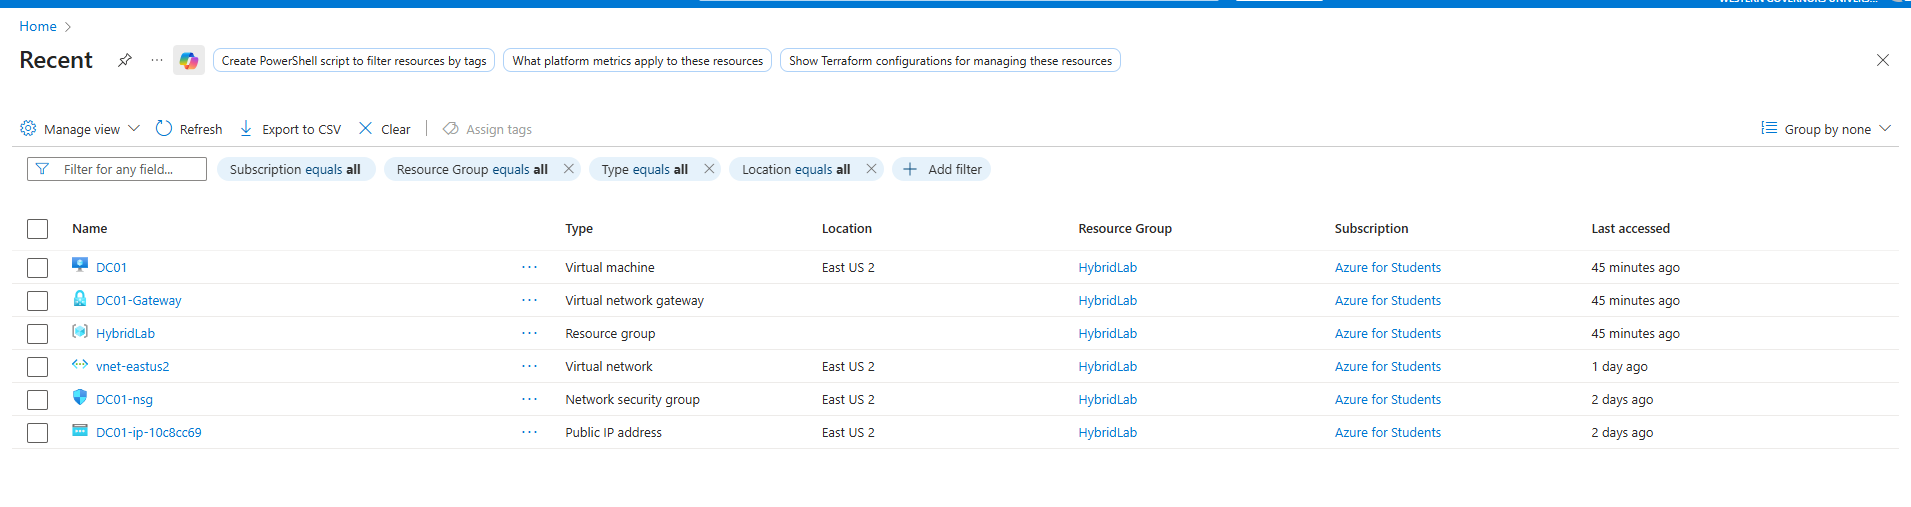 Home
Recent
Create PowerShell script to filter resources by tags
What platform metrics apply to these resources
Show Terraform configurations for managing these resources
Manage view Refresh Export to CSV Clear Assign tags Group by none
Filter for any field... Subscription equals all Resource Group equals all Type equals all Location equals all Add filter
Name Type Location Resource Group Subscription Last accessed
DC01 Virtual machine East US 2 HybridLab Azure for Students 45 minutes ago
DC01-Gateway Virtual network gateway HybridLab Azure for Students 45 minutes ago
HybridLab Resource group HybridLab Azure for Students 45 minutes ago
vnet-eastus2 Virtual network East US 2 HybridLab Azure for Students 1 day ago
DC01-nsg Network security group East US 2 HybridLab Azure for Students 2 days ago
DC01-ip-10c8cc69 Public IP address East US 2 HybridLab Azure for Students 2 days ago